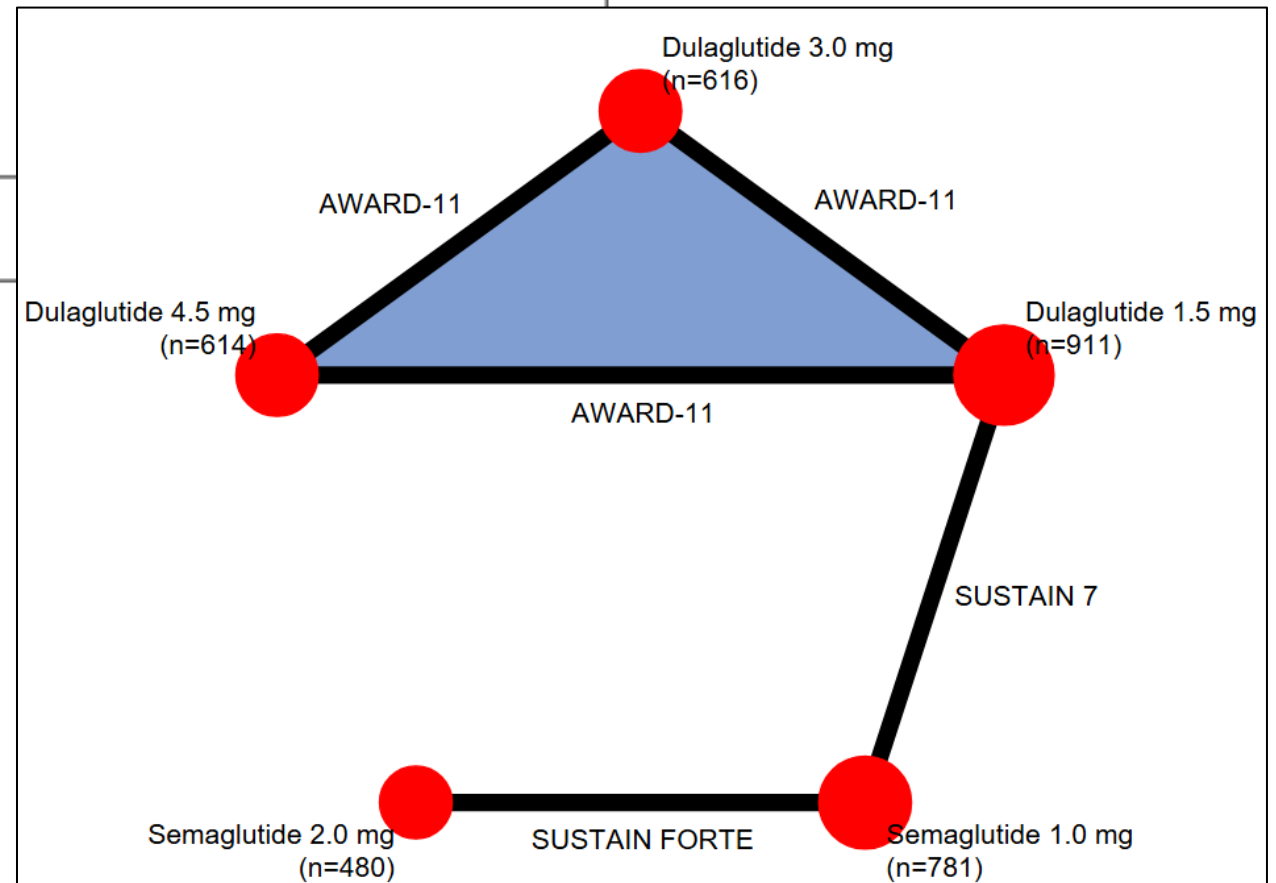 Dulaglutide 3.0 mg
(n=616)
AWARD-11
AWARD-11
Dulaglutide 4.5 mg
(n=614)
Dulaglutide 1.5 mg
(n=911)
AWARD-11
SUSTAIN 7
Semaglutide 2.0 mg
(n=480)
SUSTAIN FORTE
Semaglutide 1.0 mg
(n=781)